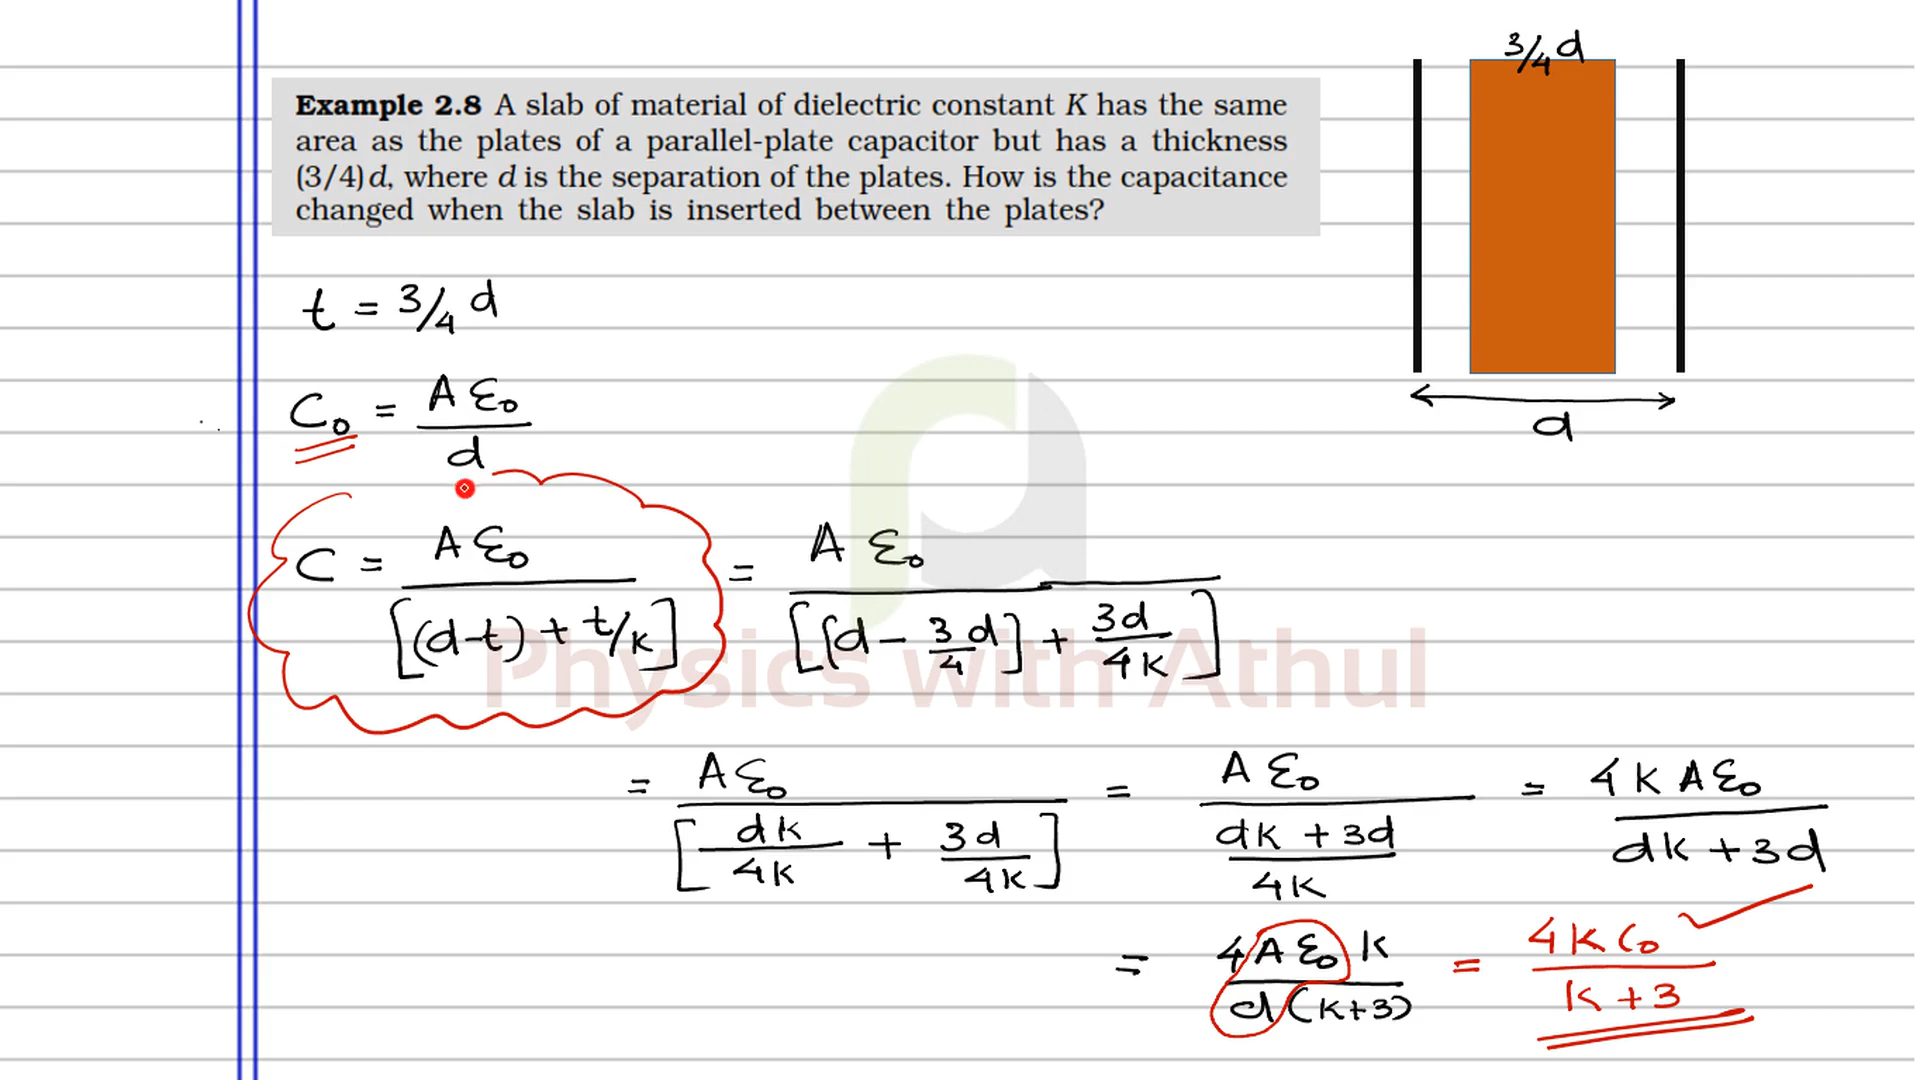 Example 2.8 A slab of material of dielectric constant K has the same
area as the plates of a parallel-plate capacitor but has a thickness
(3/4)d, where d is the separation of the plates. How is the capacitance
changed when the slab is inserted between the plates?
3/4 d
d
t = 3/4 d
C₀ = Aε₀ / d
C = Aε₀ / [(d-t) + t/K] = Aε₀ / [[d - 3/4 d] + 3d/4K]
Physics with Athul
= Aε₀ / [dK/4K + 3d/4K] = Aε₀ / ((dK + 3d)/4K) = 4KAε₀ / (dK + 3d)
= 4Aε₀K / d(K+3) = 4KC₀ / (K+3)